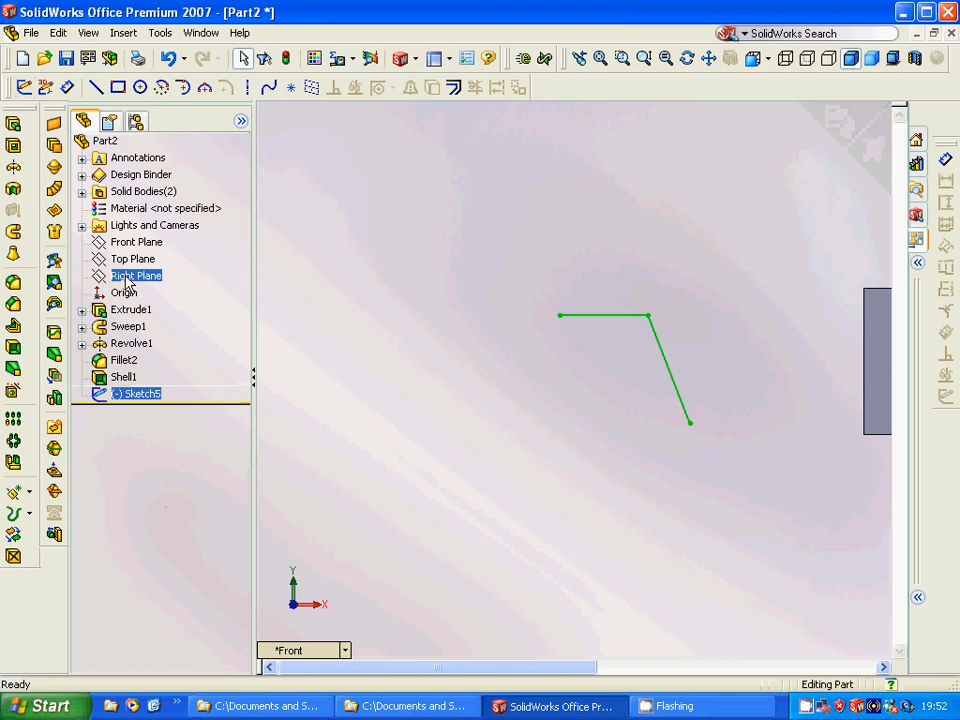 SolidWorks Office Premium 2007 - [Part2 *]
File Edit View Insert Tools Window Help
SolidWorks Search
Part2
Annotations
Design Binder
Solid Bodies(2)
Material <not specified>
Lights and Cameras
Front Plane
Top Plane
Right Plane
Origin
Extrude1
Sweep1
Revolve1
Fillet2
Shell1
(-) Sketch5
Y
X
*Front
Ready
Editing Part
Start
C:\Documents and S...
C:\Documents and S...
SolidWorks Office Pr...
Flashing
19:52